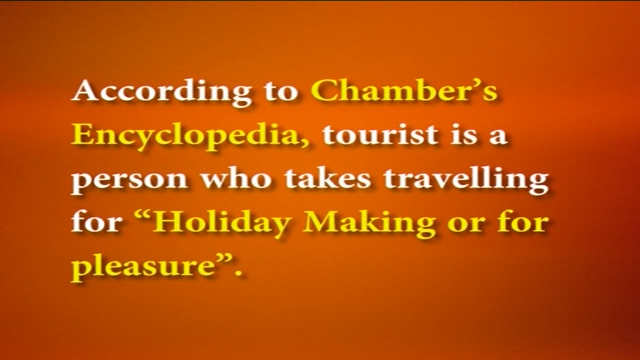 According to Chamber’s
Encyclopedia, tourist is a
person who takes travelling
for “Holiday Making or for
pleasure”.